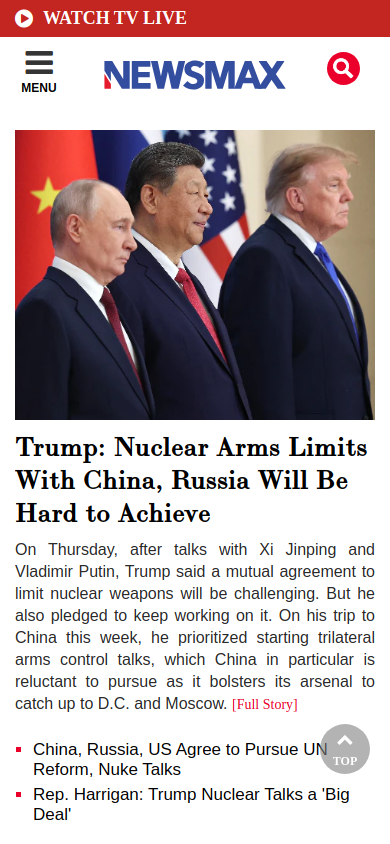 WATCH TV LIVE
MENU
NEWSMAX
Trump: Nuclear Arms Limits
With China, Russia Will Be
Hard to Achieve
On Thursday, after talks with Xi Jinping and
Vladimir Putin, Trump said a mutual agreement to
limit nuclear weapons will be challenging. But he
also pledged to keep working on it. On his trip to
China this week, he prioritized starting trilateral
arms control talks, which China in particular is
reluctant to pursue as it bolsters its arsenal to
catch up to D.C. and Moscow. [Full Story]
China, Russia, US Agree to Pursue UN
Reform, Nuke Talks
TOP
Rep. Harrigan: Trump Nuclear Talks a 'Big
Deal'